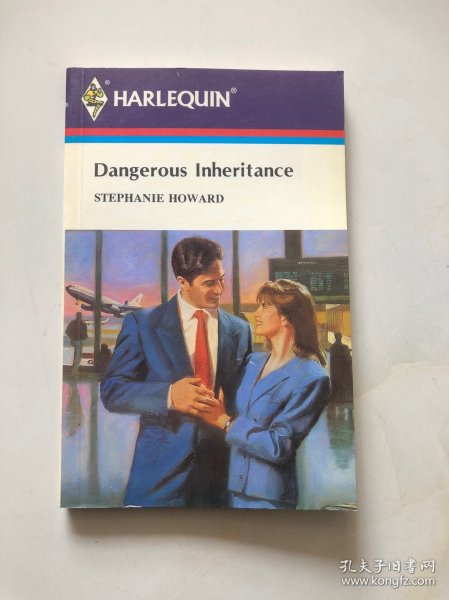 HARLEQUIN®
Dangerous Inheritance
STEPHANIE HOWARD
孔夫子旧书网
www.kongfz.com